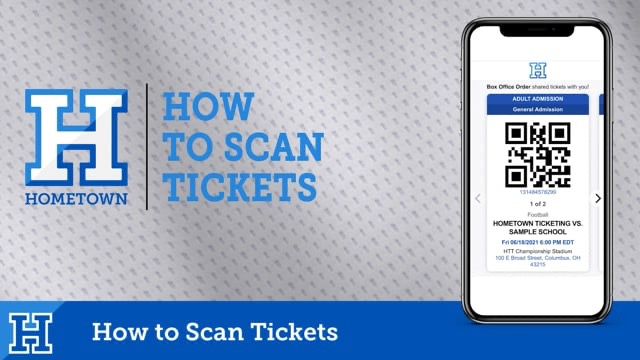 H
HOMETOWN
HOW
TO SCAN
TICKETS
H
Box Office Order shared tickets with you!
ADULT ADMISSION
General Admission
131484578299
1 of 2
Football
HOMETOWN TICKETING VS.
SAMPLE SCHOOL
Fri 06/18/2021 6:00 PM EDT
HTT Championship Stadium
100 E Broad Street, Columbus, OH
43215
H
How to Scan Tickets